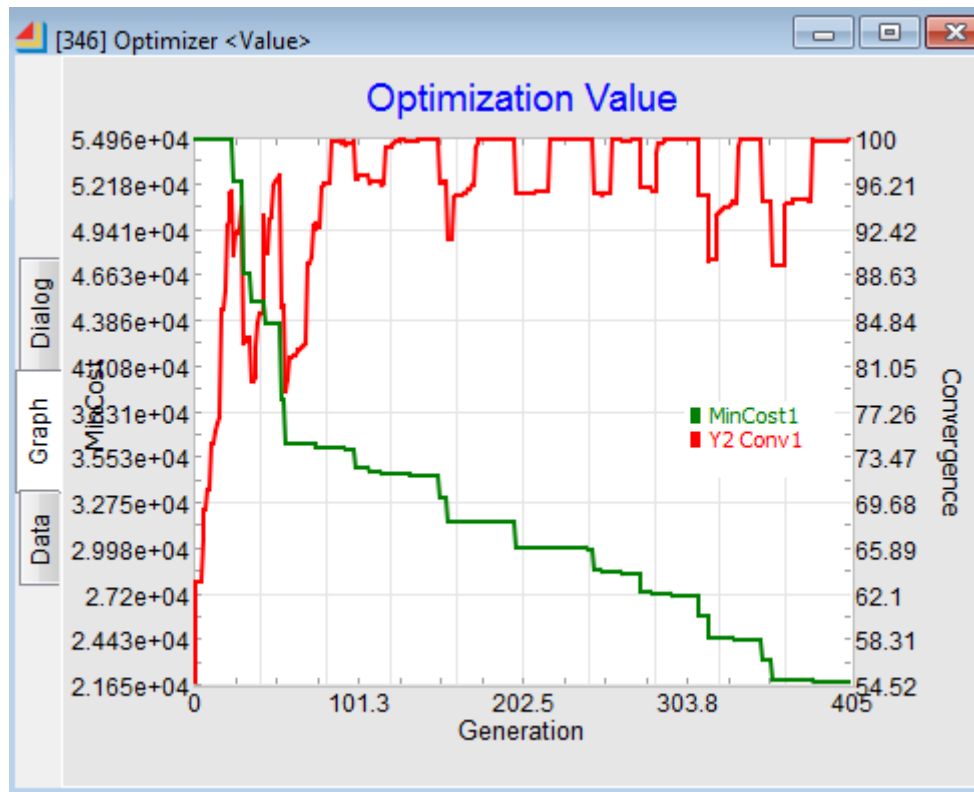 [346] Optimizer <Value>
Optimization Value
5.496e+04
5.218e+04
4.941e+04
4.663e+04
4.386e+04
4.108e+04
3.831e+04
3.553e+04
3.275e+04
2.998e+04
2.72e+04
2.443e+04
2.165e+04
MinCost
100
96.21
92.42
88.63
84.84
81.05
77.26
73.47
69.68
65.89
62.1
58.31
54.52
Convergence
MinCost1
Y2 Conv1
0
101.3
202.5
303.8
405
Generation
Dialog
Graph
Data